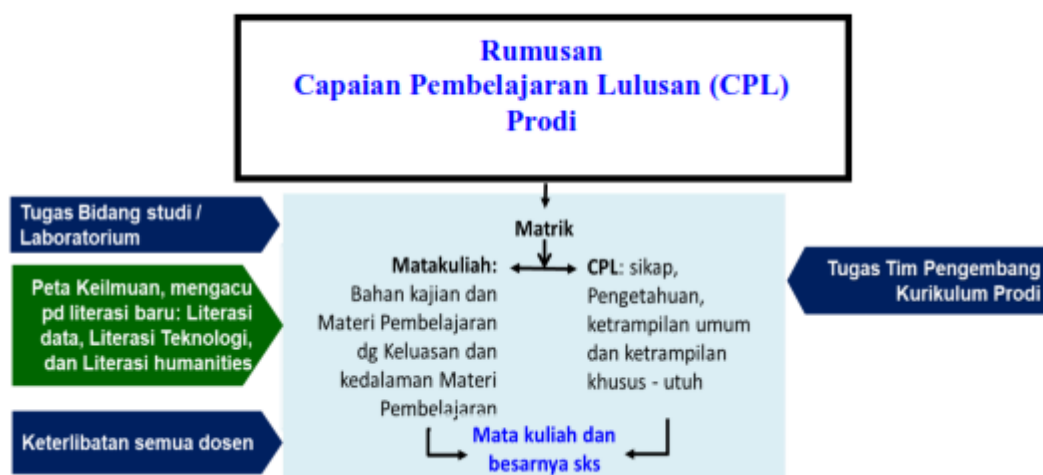 Rumusan
Capaian Pembelajaran Lulusan (CPL)
Prodi
Tugas Bidang studi /
Laboratorium
Peta Keilmuan, mengacu
pd literasi baru: Literasi
data, Literasi Teknologi,
dan Literasi humanities
Keterlibatan semua dosen
Matrik
Matakuliah:
Bahan kajian dan
Materi Pembelajaran
dg Keluasan dan
kedalaman Materi
Pembelajaran
CPL: sikap,
Pengetahuan,
ketrampilan umum
dan ketrampilan
khusus - utuh
Mata kuliah dan
besarnya sks
Tugas Tim Pengembang
Kurikulum Prodi